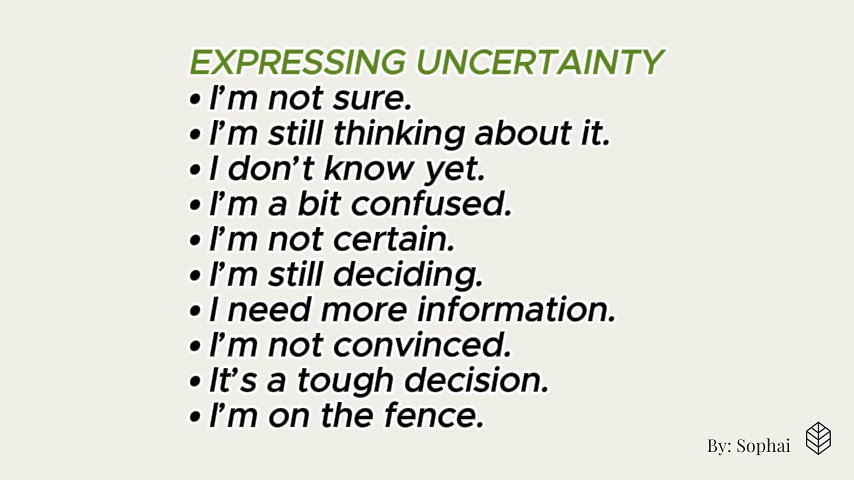 EXPRESSING UNCERTAINTY
• I’m not sure.
• I’m still thinking about it.
• I don’t know yet.
• I’m a bit confused.
• I’m not certain.
• I’m still deciding.
• I need more information.
• I’m not convinced.
• It’s a tough decision.
• I’m on the fence.
By: Sophai